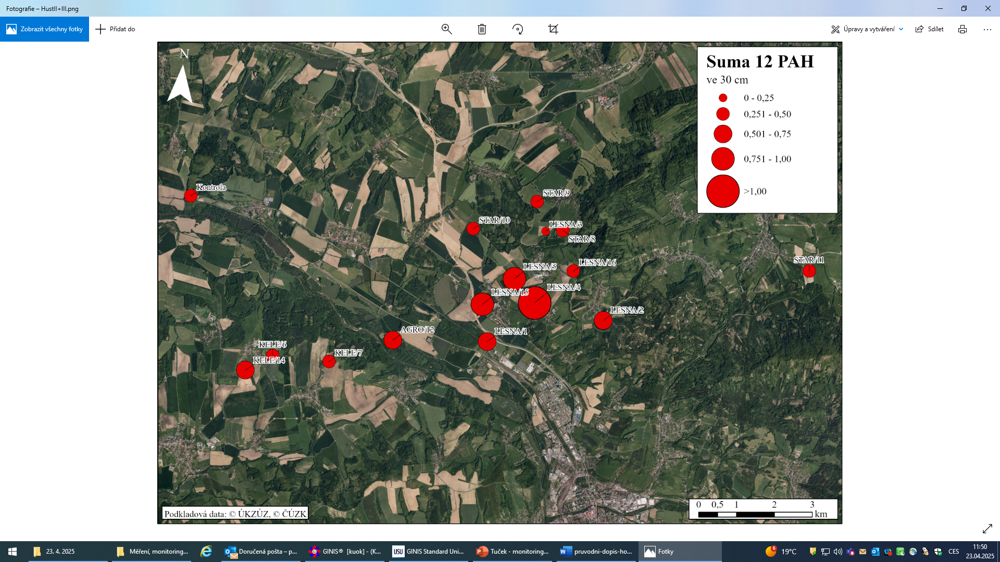 Fotografie – HustII+III.png
Zobrazit všechny fotky
Přidat do
Úpravy a vytváření
Sdílet
N
Suma 12 PAH
ve 30 cm
0 - 0,25
0,251 - 0,50
0,501 - 0,75
0,751 - 1,00
>1,00
Kontrola
STAR/9
STAR/10
LESNA/3
STAR/8
STAR/11
LESNA/16
LESNA/5
LESNA/4
LESNA/15
LESNA/2
AGRO/12
LESNA/1
KELE/6
KELE/7
KELE/14
Podkladová data: © ÚKZÚZ, © ČÚZK
0 0,5 1 2 3
km
23. 4. 2025
Měření, monitoring...
Doručená pošta – p...
GINIS® [kuok] - (K...
USU
GINIS Standard Uni...
Tuček - monitoring...
pruvodni-dopis-ho...
Fotky
6
19°C
CES
11:50
23.04.2025